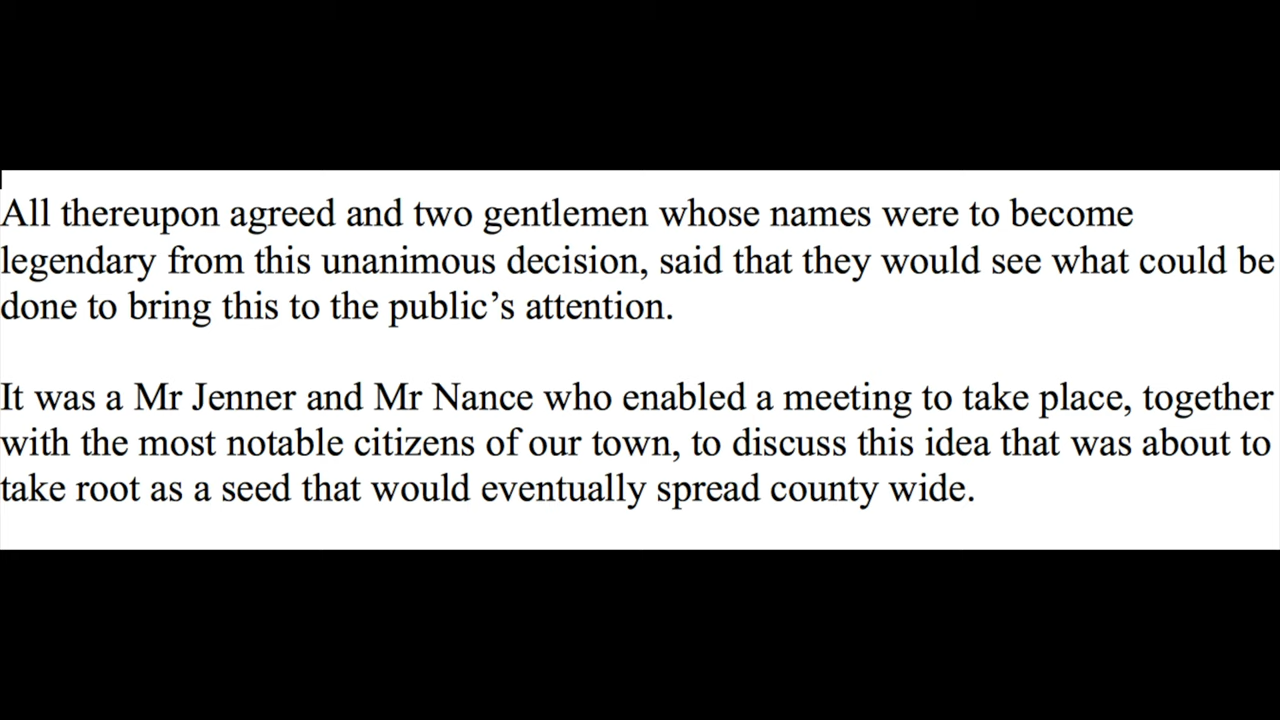 All thereupon agreed and two gentlemen whose names were to become
legendary from this unanimous decision, said that they would see what could be
done to bring this to the public’s attention.
It was a Mr Jenner and Mr Nance who enabled a meeting to take place, together
with the most notable citizens of our town, to discuss this idea that was about to
take root as a seed that would eventually spread county wide.